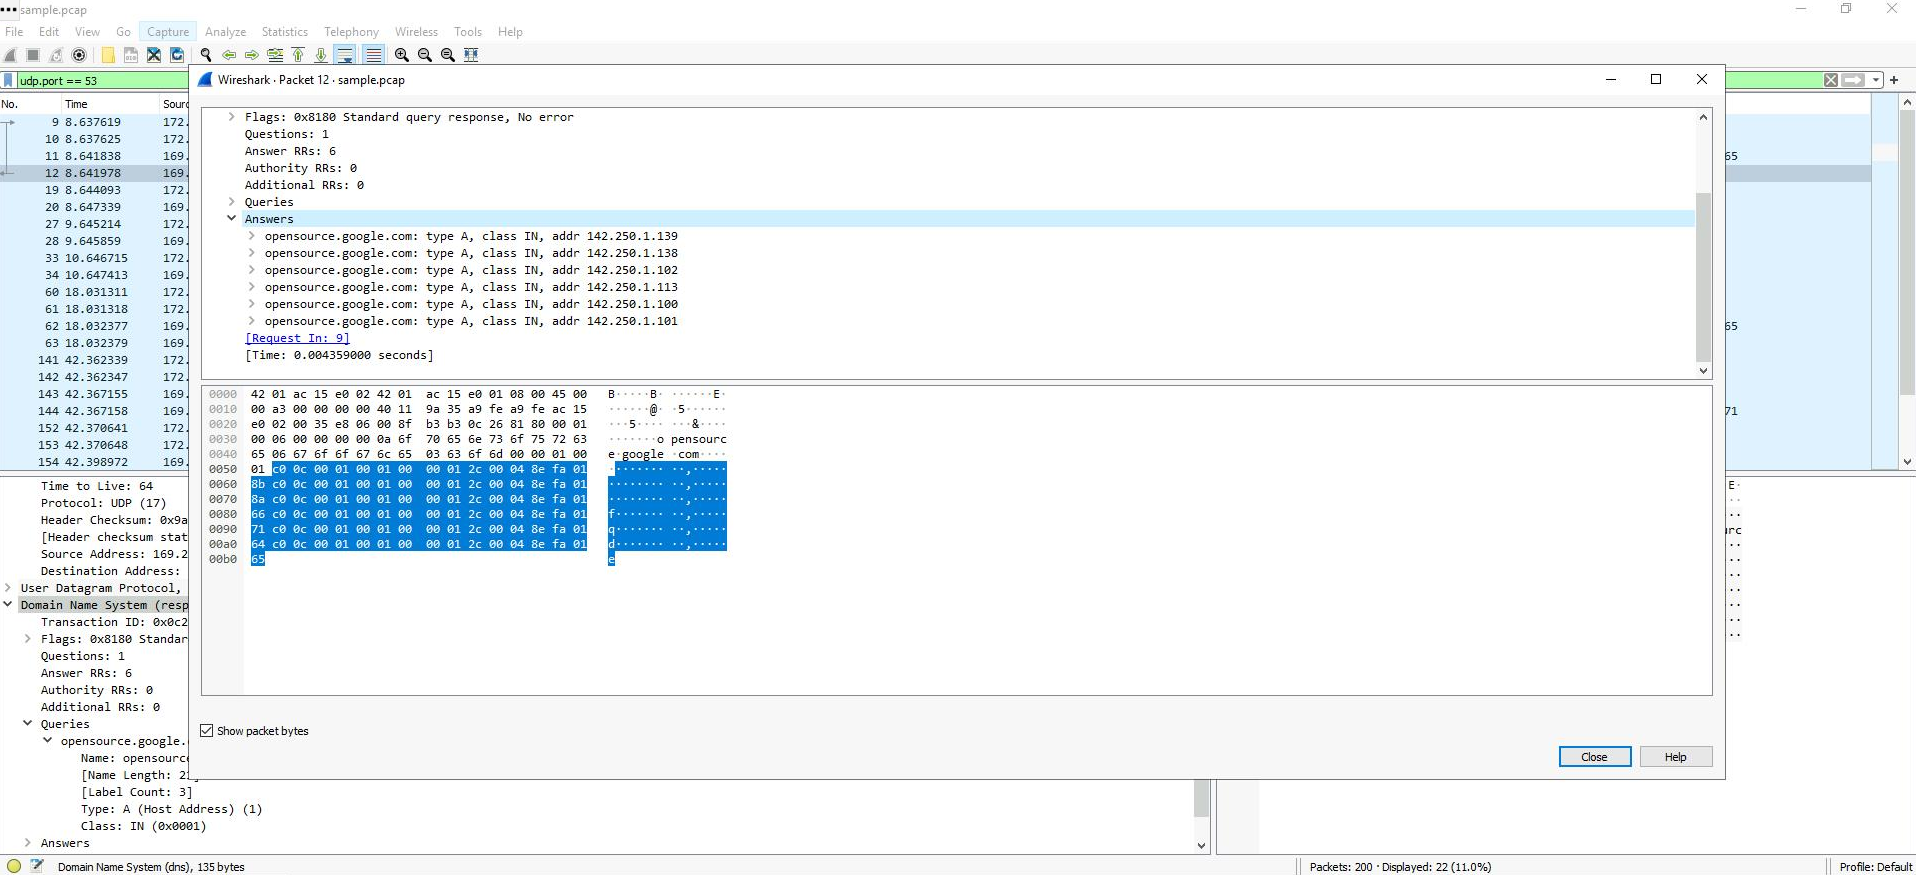 sample.pcap
File Edit View Go Capture Analyze Statistics Telephony Wireless Tools Help
udp.port == 53
No. Time Sourc
9 8.637619 172.
10 8.637625 172.
11 8.641838 169. 65
12 8.641978 169.
19 8.644093 172.
20 8.647339 169.
27 9.645214 172.
28 9.645859 169.
33 10.646715 172.
34 10.647413 169.
60 18.031311 172.
61 18.031318 172.
62 18.032377 169. 65
63 18.032379 169.
141 42.362339 172.
142 42.362347 172.
143 42.367155 169.
144 42.367158 169. 71
152 42.370641 172.
153 42.370648 172.
154 42.398972 169.
Time to Live: 64
Protocol: UDP (17)
Header Checksum: 0x9a
[Header checksum stat
Source Address: 169.2
Destination Address:
User Datagram Protocol,
Domain Name System (resp
Transaction ID: 0x0c2
Flags: 0x8180 Standar
Questions: 1
Answer RRs: 6
Authority RRs: 0
Additional RRs: 0
Queries
opensource.google.
Name: opensource
[Name Length: 22]
[Label Count: 3]
Type: A (Host Address) (1)
Class: IN (0x0001)
Answers
Wireshark · Packet 12 · sample.pcap
Flags: 0x8180 Standard query response, No error
Questions: 1
Answer RRs: 6
Authority RRs: 0
Additional RRs: 0
Queries
Answers
opensource.google.com: type A, class IN, addr 142.250.1.139
opensource.google.com: type A, class IN, addr 142.250.1.138
opensource.google.com: type A, class IN, addr 142.250.1.102
opensource.google.com: type A, class IN, addr 142.250.1.113
opensource.google.com: type A, class IN, addr 142.250.1.100
opensource.google.com: type A, class IN, addr 142.250.1.101
[Request In: 9]
[Time: 0.004359000 seconds]
0000 42 01 ac 15 e0 02 42 01 ac 15 e0 01 08 00 45 00 B·····B· ······E·
0010 00 a3 00 00 00 00 40 11 9a 35 a9 fe a9 fe ac 15 ······@· ·5······
0020 e0 02 00 35 e8 06 00 8f b3 b3 0c 26 81 80 00 01 ···5···· ···&····
0030 00 06 00 00 00 00 0a 6f 70 65 6e 73 6f 75 72 63 ·······o pensourc
0040 65 06 67 6f 6f 67 6c 65 03 63 6f 6d 00 00 01 00 e·google ·com····
0050 01 c0 0c 00 01 00 01 00 00 01 2c 00 04 8e fa 01 ········ ··,·····
0060 8b c0 0c 00 01 00 01 00 00 01 2c 00 04 8e fa 01 ········ ··,·····
0070 8a c0 0c 00 01 00 01 00 00 01 2c 00 04 8e fa 01 ········ ··,·····
0080 66 c0 0c 00 01 00 01 00 00 01 2c 00 04 8e fa 01 f······· ··,·····
0090 71 c0 0c 00 01 00 01 00 00 01 2c 00 04 8e fa 01 q······· ··,·····
00a0 64 c0 0c 00 01 00 01 00 00 01 2c 00 04 8e fa 01 d······· ··,·····
00b0 65 e
Show packet bytes
Close Help
E·
rc
Domain Name System (dns), 135 bytes
Packets: 200 · Displayed: 22 (11.0%)
Profile: Default